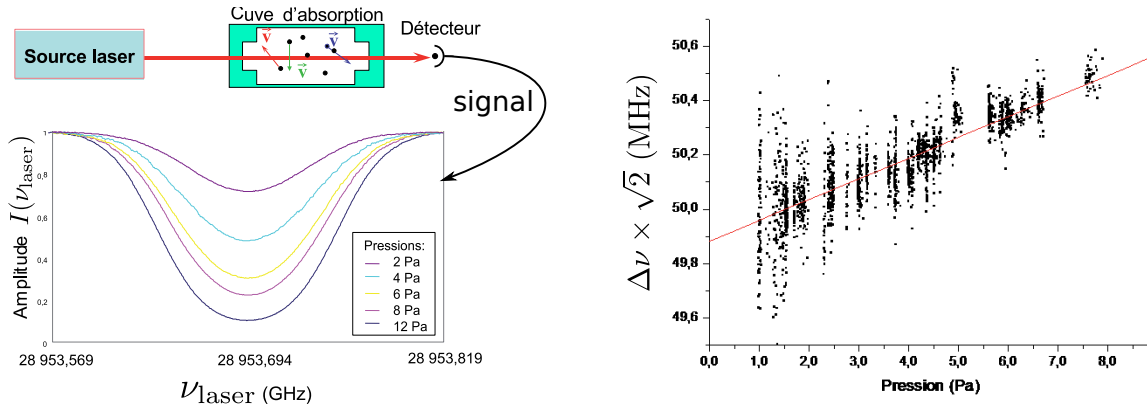 Cuve d'absorption
Détecteur
Source laser
v⃗
v⃗
v⃗
signal
Amplitude I(ν_laser)
1
0,8
0,6
0,4
0,2
Pressions:
2 Pa
4 Pa
6 Pa
8 Pa
12 Pa
28 953,569
28 953,694
28 953,819
ν_laser (GHz)
Δν × √2 (MHz)
50,6
50,4
50,2
50,0
49,8
49,6
0,0
1,0
2,0
3,0
4,0
5,0
6,0
7,0
8,0
Pression (Pa)